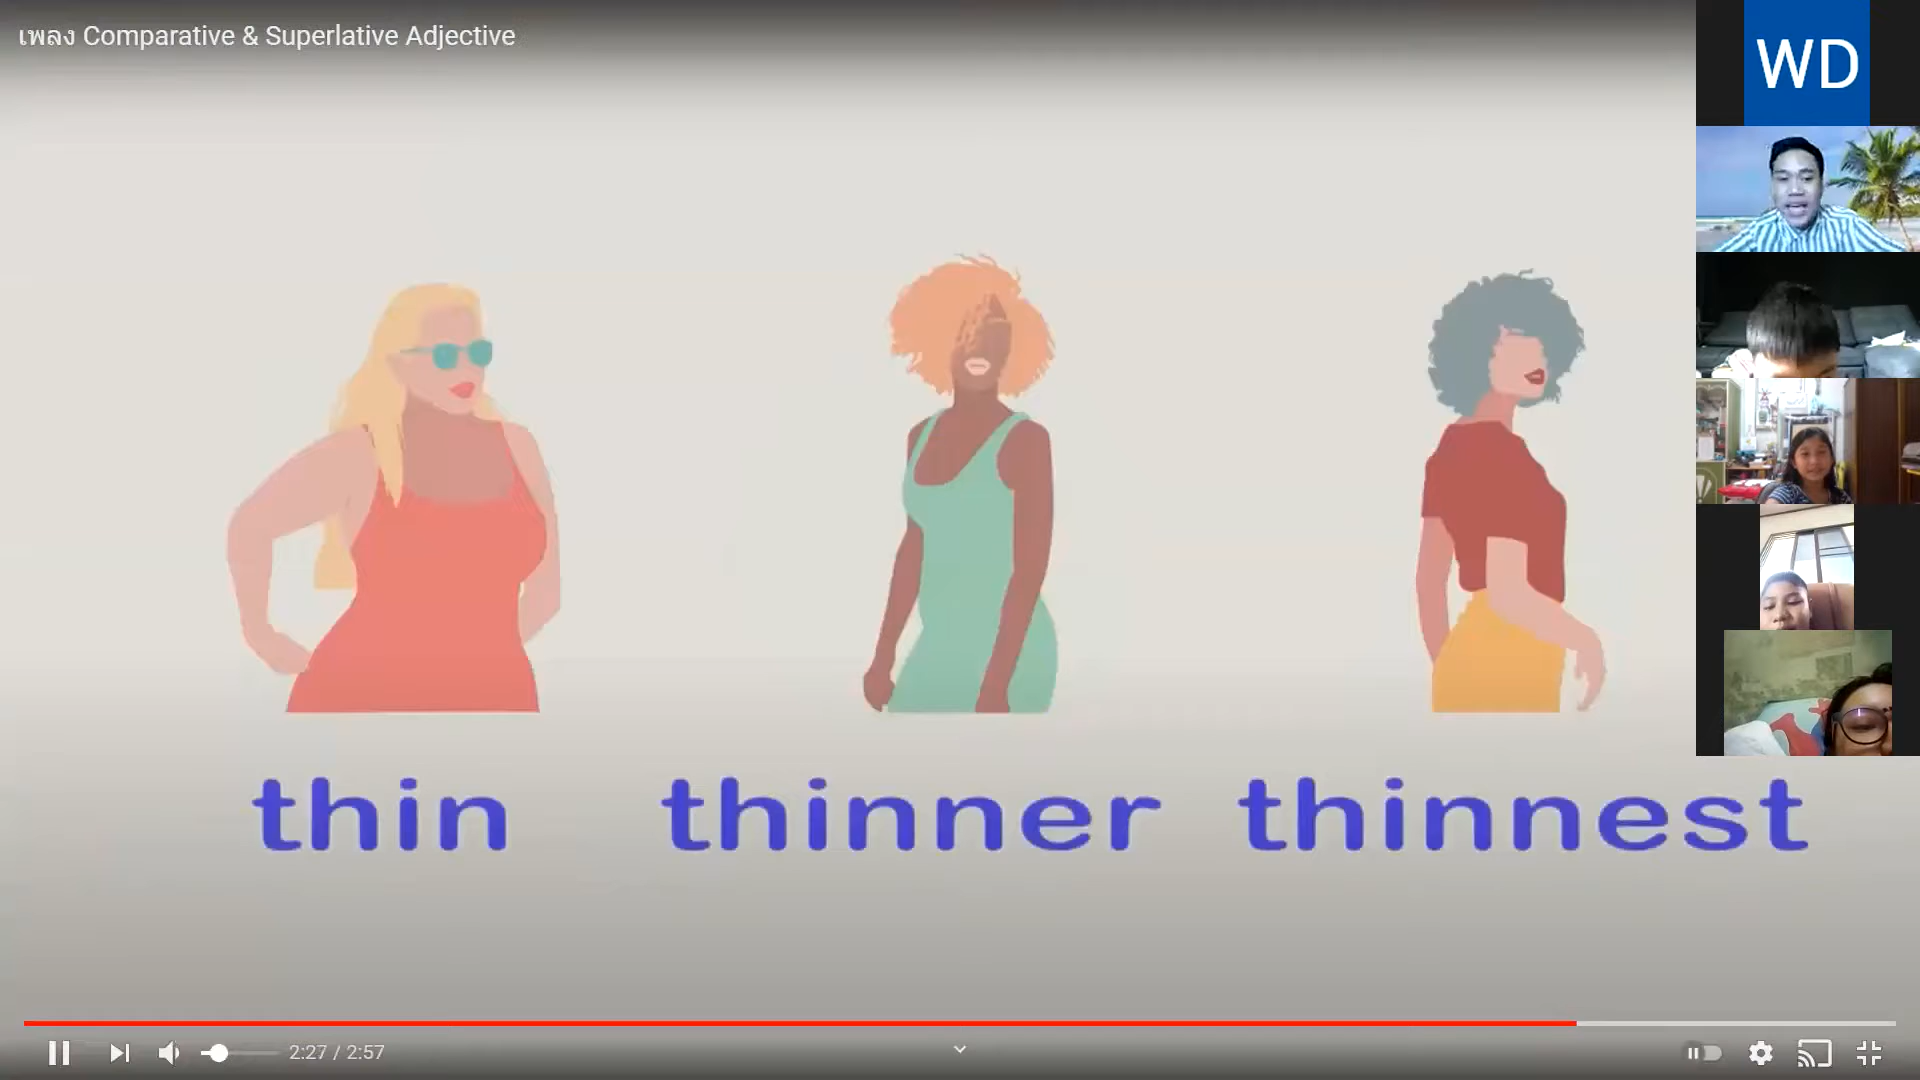 เพลง Comparative & Superlative Adjective
WD
thin thinner thinnest
2:27 / 2:57